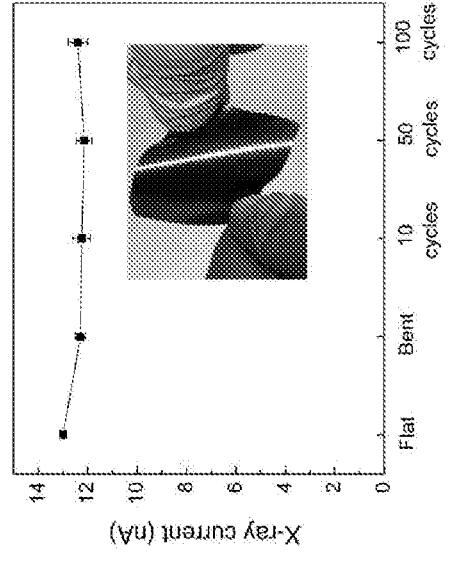 X-ray current (nA)
14
12
10
8
6
4
2
0
Flat
Bent
10
cycles
50
cycles
100
cycles